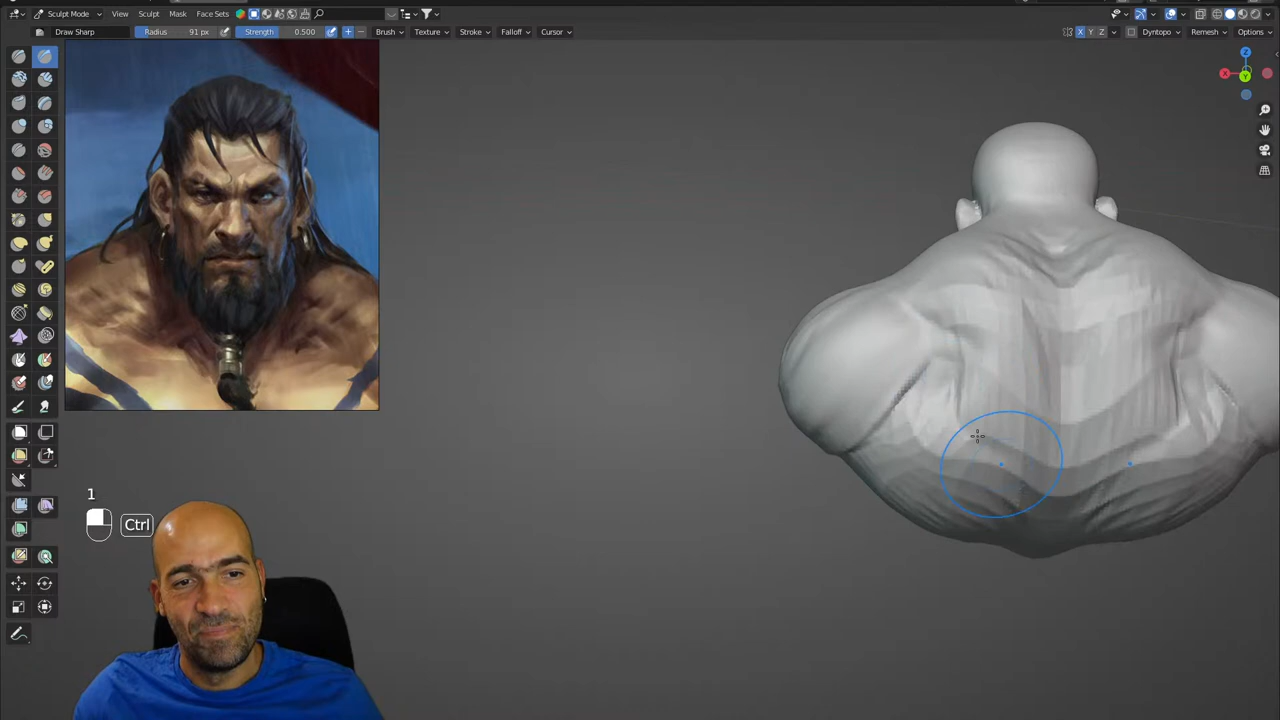 Sculpt Mode View Sculpt Mask Face Sets
Draw Sharp Radius 91 px Strength 0.500 Brush Texture Stroke Falloff Cursor X Y Z Dyntopo Remesh Options
Z
X Y
1
Ctrl